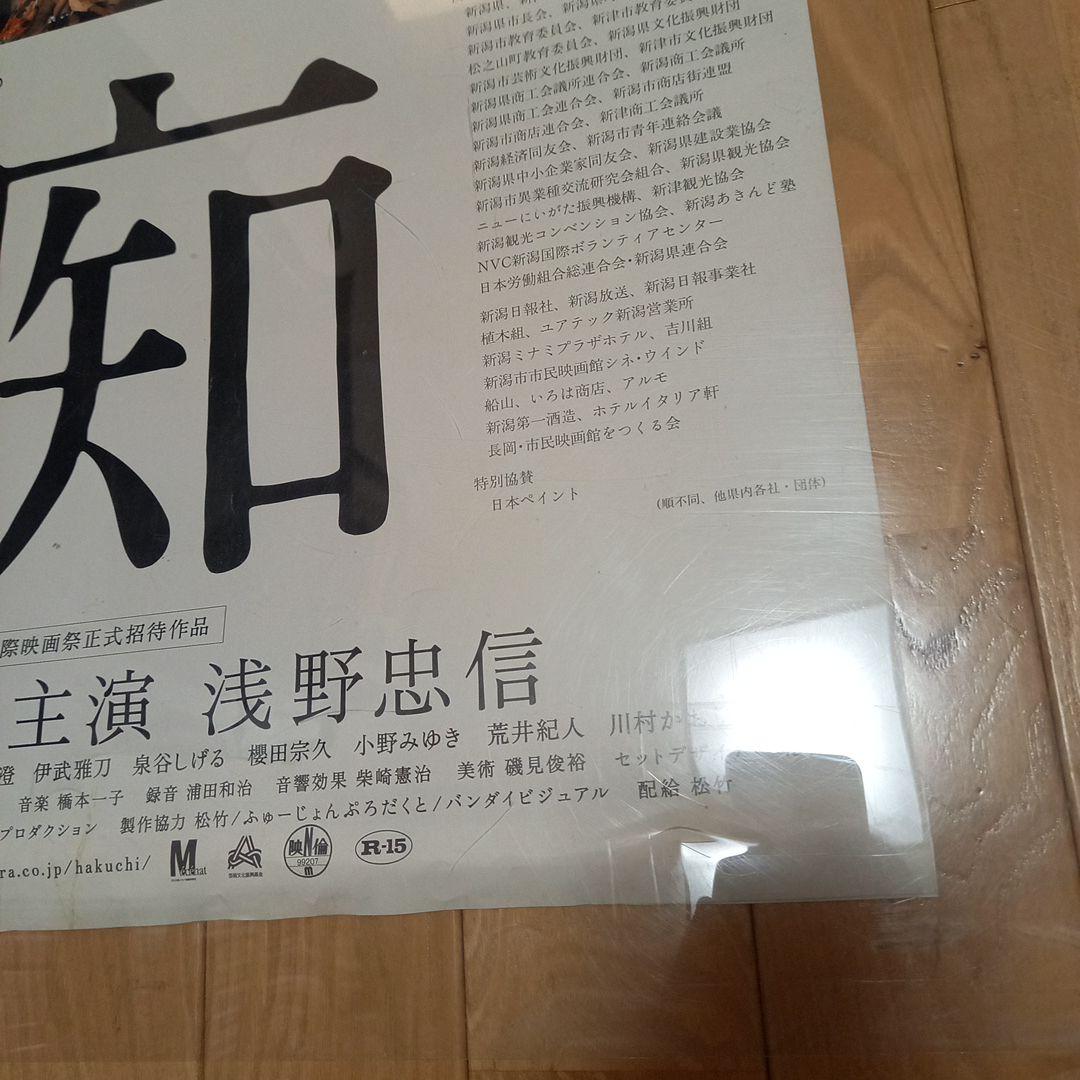 痴
新潟県市長会、
新潟市教育委員会、新津市教育委員会
松之山町教育委員会、新潟県文化振興財団
新潟市芸術文化振興財団、新津市文化振興財団
新潟県商工会議所連合会、新潟商工会議所
新潟県商工会連合会、新潟市商店街連盟
新潟市商店連合会、新津商工会議所
新潟経済同友会、新潟市青年連絡会議
新潟県中小企業家同友会、新潟県建設業協会
新潟市異業種交流研究会組合、新潟県観光協会
ニューにいがた振興機構、新津観光協会
新潟観光コンベンション協会、新潟あきんど塾
NVC新潟国際ボランティアセンター
日本労働組合総連合会・新潟県連合会
新潟日報社、新潟放送、新潟日報事業社
植木組、ユアテック新潟営業所
新潟ミナミプラザホテル、吉川組
新潟市市民映画館シネ・ウインド
船山、いろは商店、アルモ
新潟第一酒造、ホテルイタリア軒
長岡・市民映画館をつくる会
特別協賛
日本ペイント
(順不同、他県内各社・団体)
際映画祭正式招待作品
主演 浅野忠信
澄 伊武雅刀 泉谷しげる 櫻田宗久 小野みゆき 荒井紀人 川村か
音楽 橋本一子 録音 浦田和治 音響効果 柴崎憲治 美術 磯見俊裕 セットデザイ
プロダクション 製作協力 松竹/ふゅーじょんぷろだくと/バンダイビジュアル 配給 松竹
ra.co.jp/hakuchi/
芸術文化振興基金
映N倫
99207
m
R-15